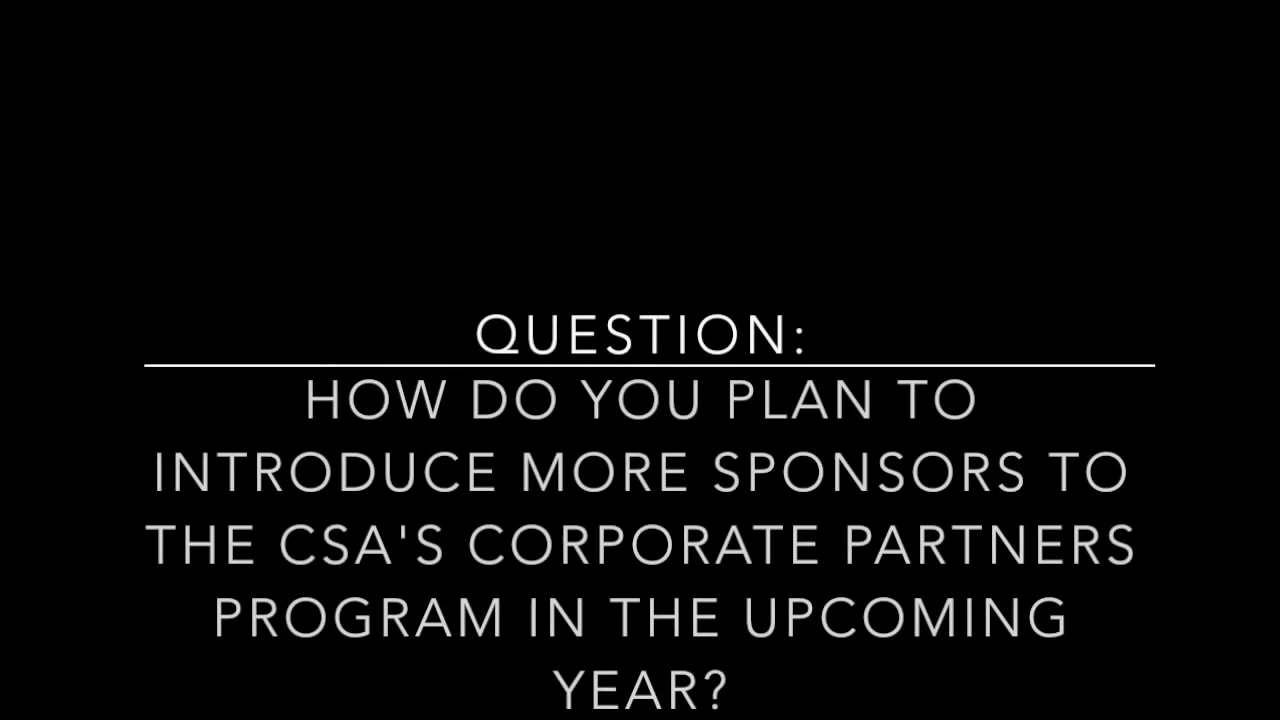 QUESTION:
HOW DO YOU PLAN TO
INTRODUCE MORE SPONSORS TO
THE CSA'S CORPORATE PARTNERS
PROGRAM IN THE UPCOMING
YEAR?